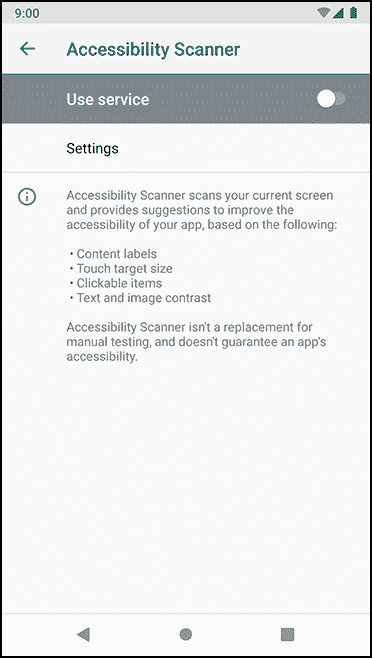 9:00
Accessibility Scanner
Use service
Settings
Accessibility Scanner scans your current screen
and provides suggestions to improve the
accessibility of your app, based on the following:
• Content labels
• Touch target size
• Clickable items
• Text and image contrast
Accessibility Scanner isn't a replacement for
manual testing, and doesn't guarantee an app's
accessibility.